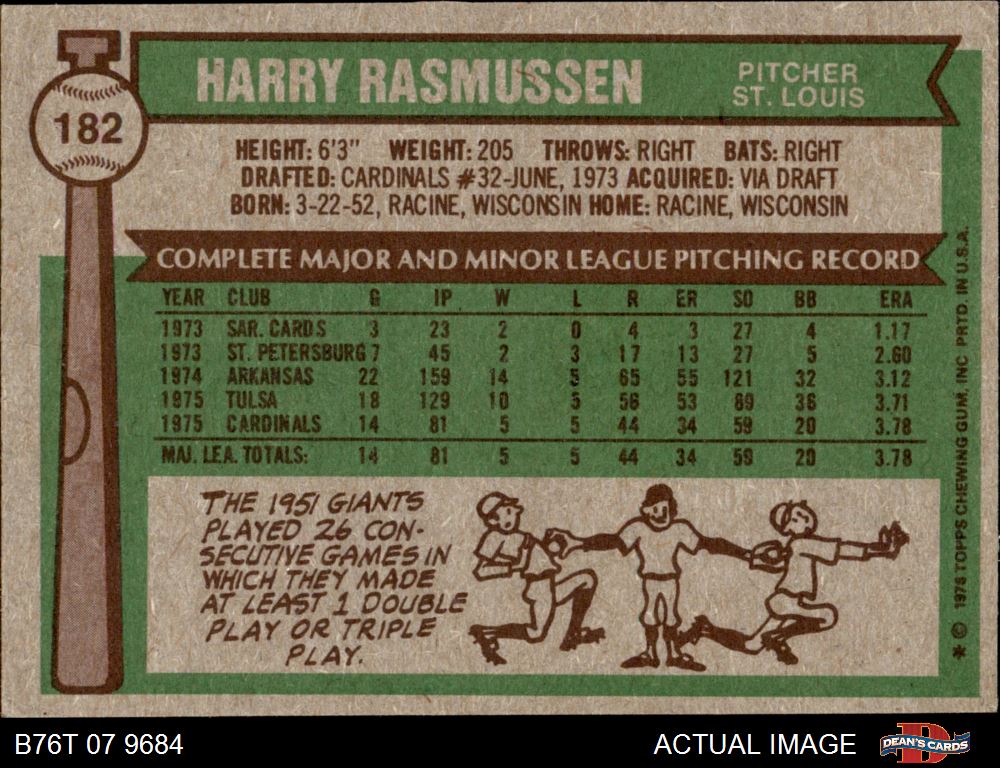 HARRY RASMUSSEN
PITCHER
ST. LOUIS
182
HEIGHT: 6'3" WEIGHT: 205 THROWS: RIGHT BATS: RIGHT
DRAFTED: CARDINALS #32-JUNE, 1973 ACQUIRED: VIA DRAFT
BORN: 3-22-52, RACINE, WISCONSIN HOME: RACINE, WISCONSIN
COMPLETE MAJOR AND MINOR LEAGUE PITCHING RECORD
YEAR CLUB G IP W L R ER SO BB ERA
1973 SAR. CARDS 3 23 2 0 4 3 27 4 1.17
1973 ST. PETERSBURG 7 45 2 3 17 13 27 5 2.60
1974 ARKANSAS 22 159 14 5 65 55 121 32 3.12
1975 TULSA 18 129 10 5 56 53 89 36 3.71
1975 CARDINALS 14 81 5 5 44 34 59 20 3.78
MAJ. LEA. TOTALS: 14 81 5 5 44 34 59 20 3.78
THE 1951 GIANTS
PLAYED 26 CON-
SECUTIVE GAMES IN
WHICH THEY MADE
AT LEAST 1 DOUBLE
PLAY OR TRIPLE
PLAY.
* © 1976 TOPPS CHEWING GUM, INC PRTD. IN U.S.A.
B76T 07 9684
ACTUAL IMAGE
DEAN'S CARDS